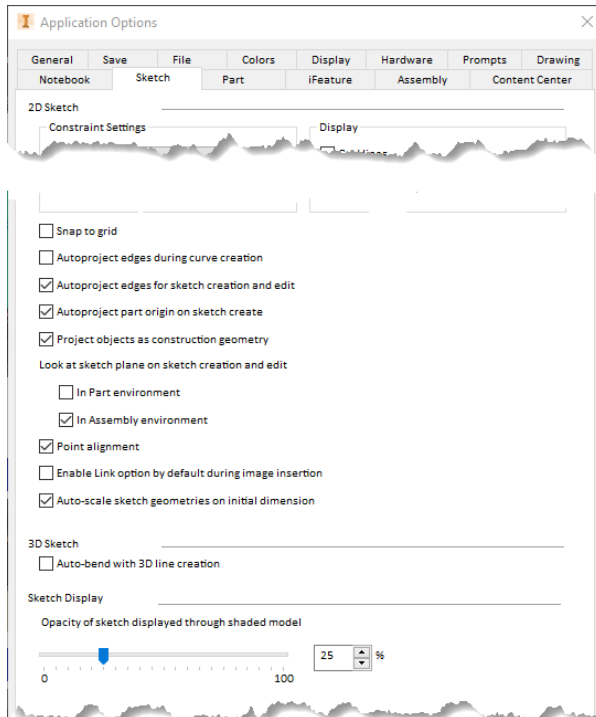 Application Options
General Save File Colors Display Hardware Prompts Drawing
Notebook Sketch Part iFeature Assembly Content Center
2D Sketch
Constraint Settings Display
Snap to grid
Autoproject edges during curve creation
Autoproject edges for sketch creation and edit
Autoproject part origin on sketch create
Project objects as construction geometry
Look at sketch plane on sketch creation and edit
In Part environment
In Assembly environment
Point alignment
Enable Link option by default during image insertion
Auto-scale sketch geometries on initial dimension
3D Sketch
Auto-bend with 3D line creation
Sketch Display
Opacity of sketch displayed through shaded model
25 %
0 100